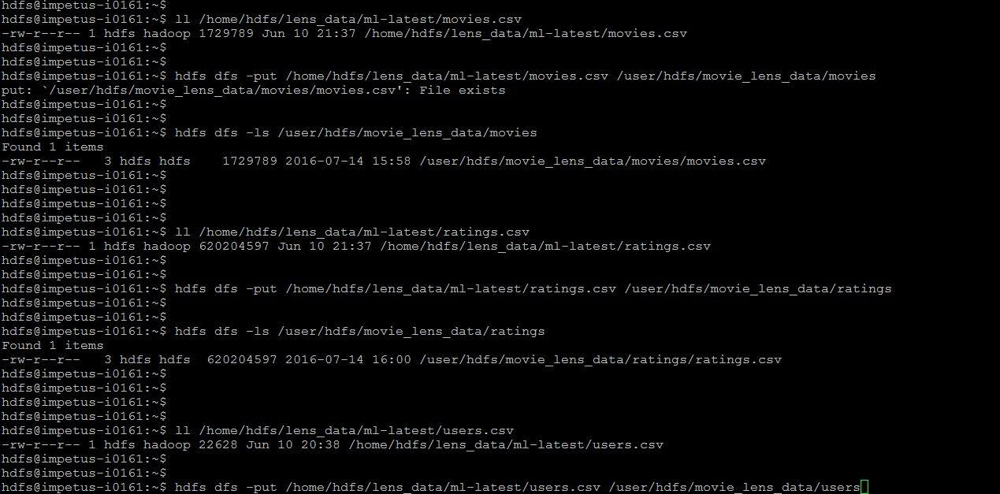 hdfs@impetus-i0161:~$
hdfs@impetus-i0161:~$ ll /home/hdfs/lens_data/ml-latest/movies.csv
-rw-r--r-- 1 hdfs hadoop 1729789 Jun 10 21:37 /home/hdfs/lens_data/ml-latest/movies.csv
hdfs@impetus-i0161:~$
hdfs@impetus-i0161:~$
hdfs@impetus-i0161:~$ hdfs dfs -put /home/hdfs/lens_data/ml-latest/movies.csv /user/hdfs/movie_lens_data/movies
put: `/user/hdfs/movie_lens_data/movies/movies.csv': File exists
hdfs@impetus-i0161:~$
hdfs@impetus-i0161:~$
hdfs@impetus-i0161:~$ hdfs dfs -ls /user/hdfs/movie_lens_data/movies
Found 1 items
-rw-r--r--   3 hdfs hdfs    1729789 2016-07-14 15:58 /user/hdfs/movie_lens_data/movies/movies.csv
hdfs@impetus-i0161:~$
hdfs@impetus-i0161:~$
hdfs@impetus-i0161:~$
hdfs@impetus-i0161:~$
hdfs@impetus-i0161:~$ ll /home/hdfs/lens_data/ml-latest/ratings.csv
-rw-r--r-- 1 hdfs hadoop 620204597 Jun 10 21:37 /home/hdfs/lens_data/ml-latest/ratings.csv
hdfs@impetus-i0161:~$
hdfs@impetus-i0161:~$
hdfs@impetus-i0161:~$ hdfs dfs -put /home/hdfs/lens_data/ml-latest/ratings.csv /user/hdfs/movie_lens_data/ratings
hdfs@impetus-i0161:~$
hdfs@impetus-i0161:~$
hdfs@impetus-i0161:~$ hdfs dfs -ls /user/hdfs/movie_lens_data/ratings
Found 1 items
-rw-r--r--   3 hdfs hdfs  620204597 2016-07-14 16:00 /user/hdfs/movie_lens_data/ratings/ratings.csv
hdfs@impetus-i0161:~$
hdfs@impetus-i0161:~$
hdfs@impetus-i0161:~$
hdfs@impetus-i0161:~$
hdfs@impetus-i0161:~$ ll /home/hdfs/lens_data/ml-latest/users.csv
-rw-r--r-- 1 hdfs hadoop 22628 Jun 10 20:38 /home/hdfs/lens_data/ml-latest/users.csv
hdfs@impetus-i0161:~$
hdfs@impetus-i0161:~$
hdfs@impetus-i0161:~$ hdfs dfs -put /home/hdfs/lens_data/ml-latest/users.csv /user/hdfs/movie_lens_data/users